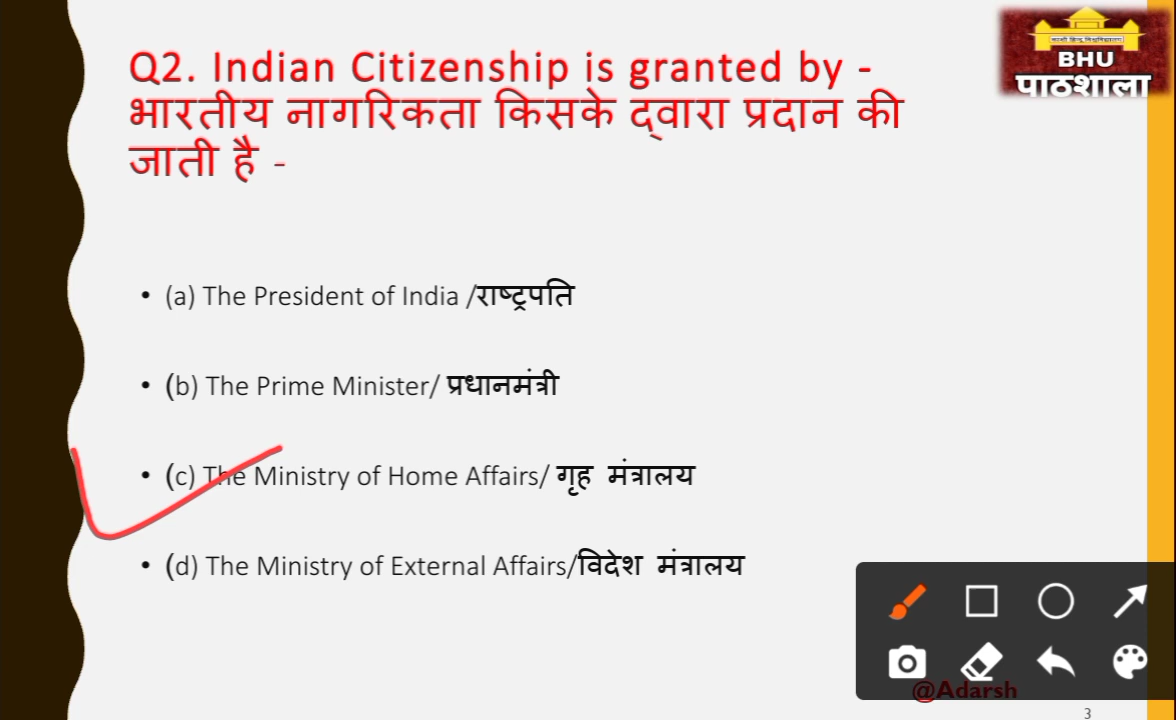 Q2. Indian Citizenship is granted by -
भारतीय नागरिकता किसके द्वारा प्रदान की
जाती है -
BHU
पाठशाला
• (a) The President of India /राष्ट्रपति
• (b) The Prime Minister/ प्रधानमंत्री
• (c) The Ministry of Home Affairs/ गृह मंत्रालय
• (d) The Ministry of External Affairs/विदेश मंत्रालय
@Adarsh
3